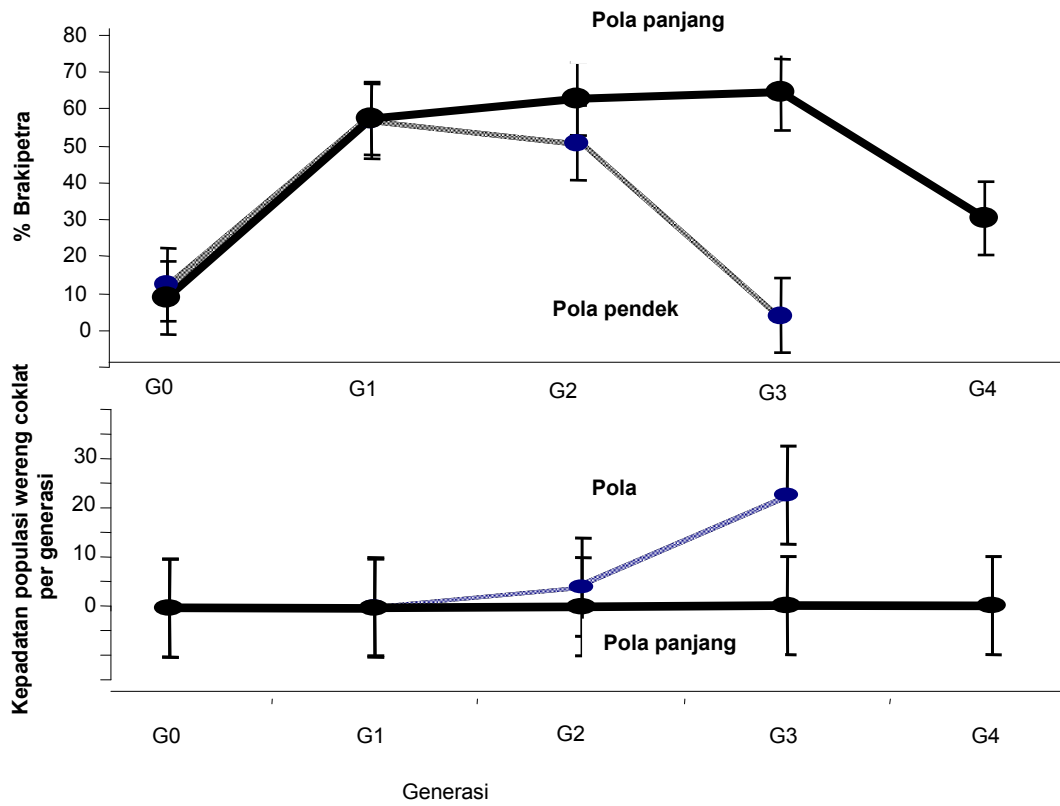 Pola panjang
% Brakipetra
80
70
60
50
40
30
20
10
0
Pola pendek
G0 G1 G2 G3 G4
Kepadatan populasi wereng coklat
per generasi
30
20
10
0
Pola
Pola panjang
G0 G1 G2 G3 G4
Generasi